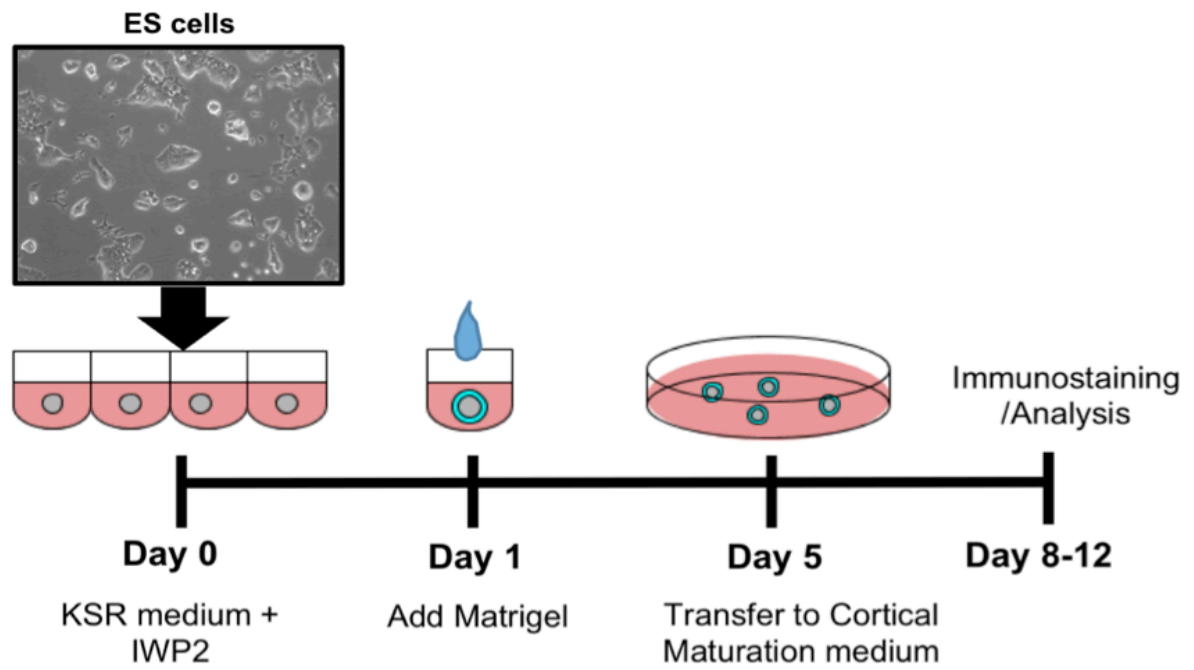 ES cells
Immunostaining
/Analysis
Day 0
Day 1
Day 5
Day 8-12
KSR medium +
IWP2
Add Matrigel
Transfer to Cortical
Maturation medium